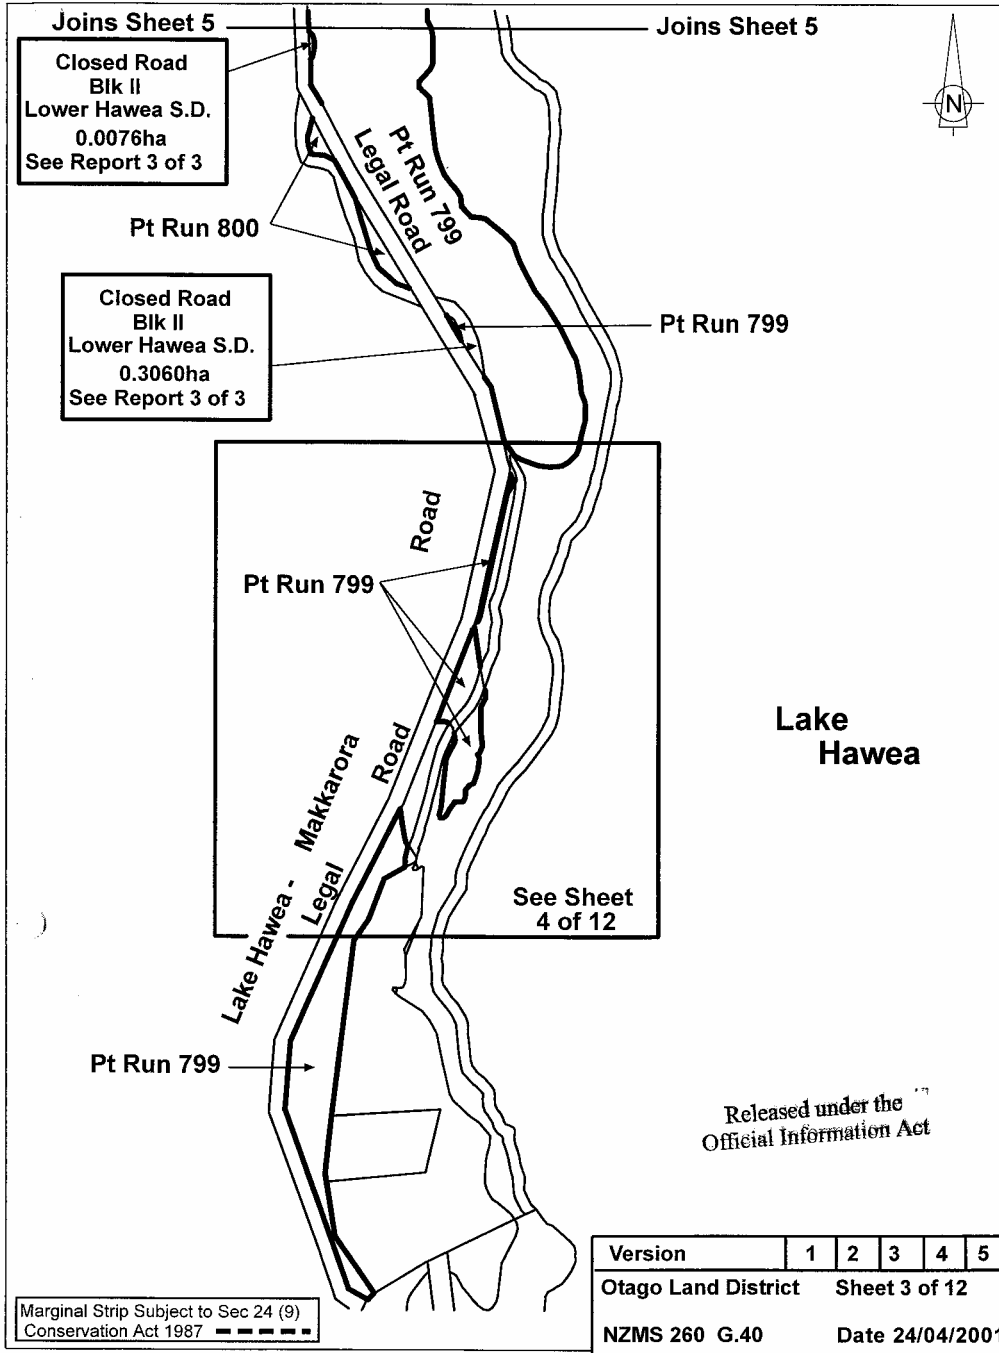 Joins Sheet 5
Joins Sheet 5
Closed Road
Blk II
Lower Hawea S.D.
0.0076ha
See Report 3 of 3
N
Pt Run 799
Legal Road
Pt Run 800
Closed Road
Blk II
Lower Hawea S.D.
0.3060ha
See Report 3 of 3
Pt Run 799
Road
Pt Run 799
Lake
Hawea
Lake Hawea - Makkarora Road
Legal
See Sheet
4 of 12
Pt Run 799
Released under the
Official Information Act
Version 1 2 3 4 5
Otago Land District Sheet 3 of 12
NZMS 260 G.40 Date 24/04/2001
Marginal Strip Subject to Sec 24 (9)
Conservation Act 1987